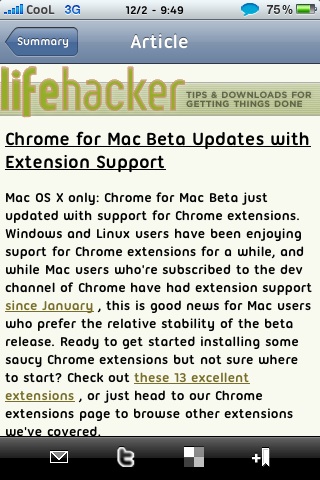 CooL 3G 12/2 - 9:49 75%
Summary Article
lifehacker TIPS & DOWNLOADS FOR
GETTING THINGS DONE
Chrome for Mac Beta Updates with
Extension Support
Mac OS X only: Chrome for Mac Beta just
updated with support for Chrome extensions.
Windows and Linux users have been enjoying
suport for Chrome extensions for a while, and
while Mac users who're subscribed to the dev
channel of Chrome have had extension support
since January , this is good news for Mac users
who prefer the relative stability of the beta
release. Ready to get started installing some
saucy Chrome extensions but not sure where
to start? Check out these 13 excellent
extensions , or just head to our Chrome
extensions page to browse other extensions
we've covered.